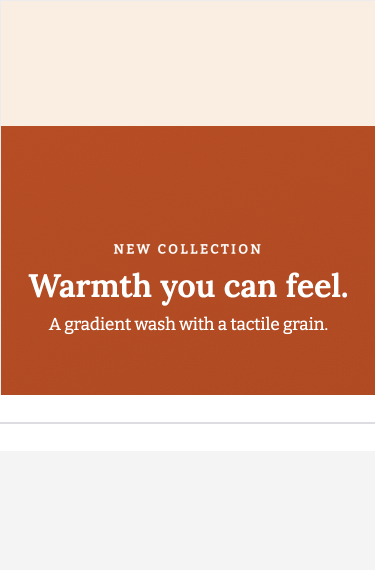 NEW COLLECTION
Warmth you can feel.
A gradient wash with a tactile grain.